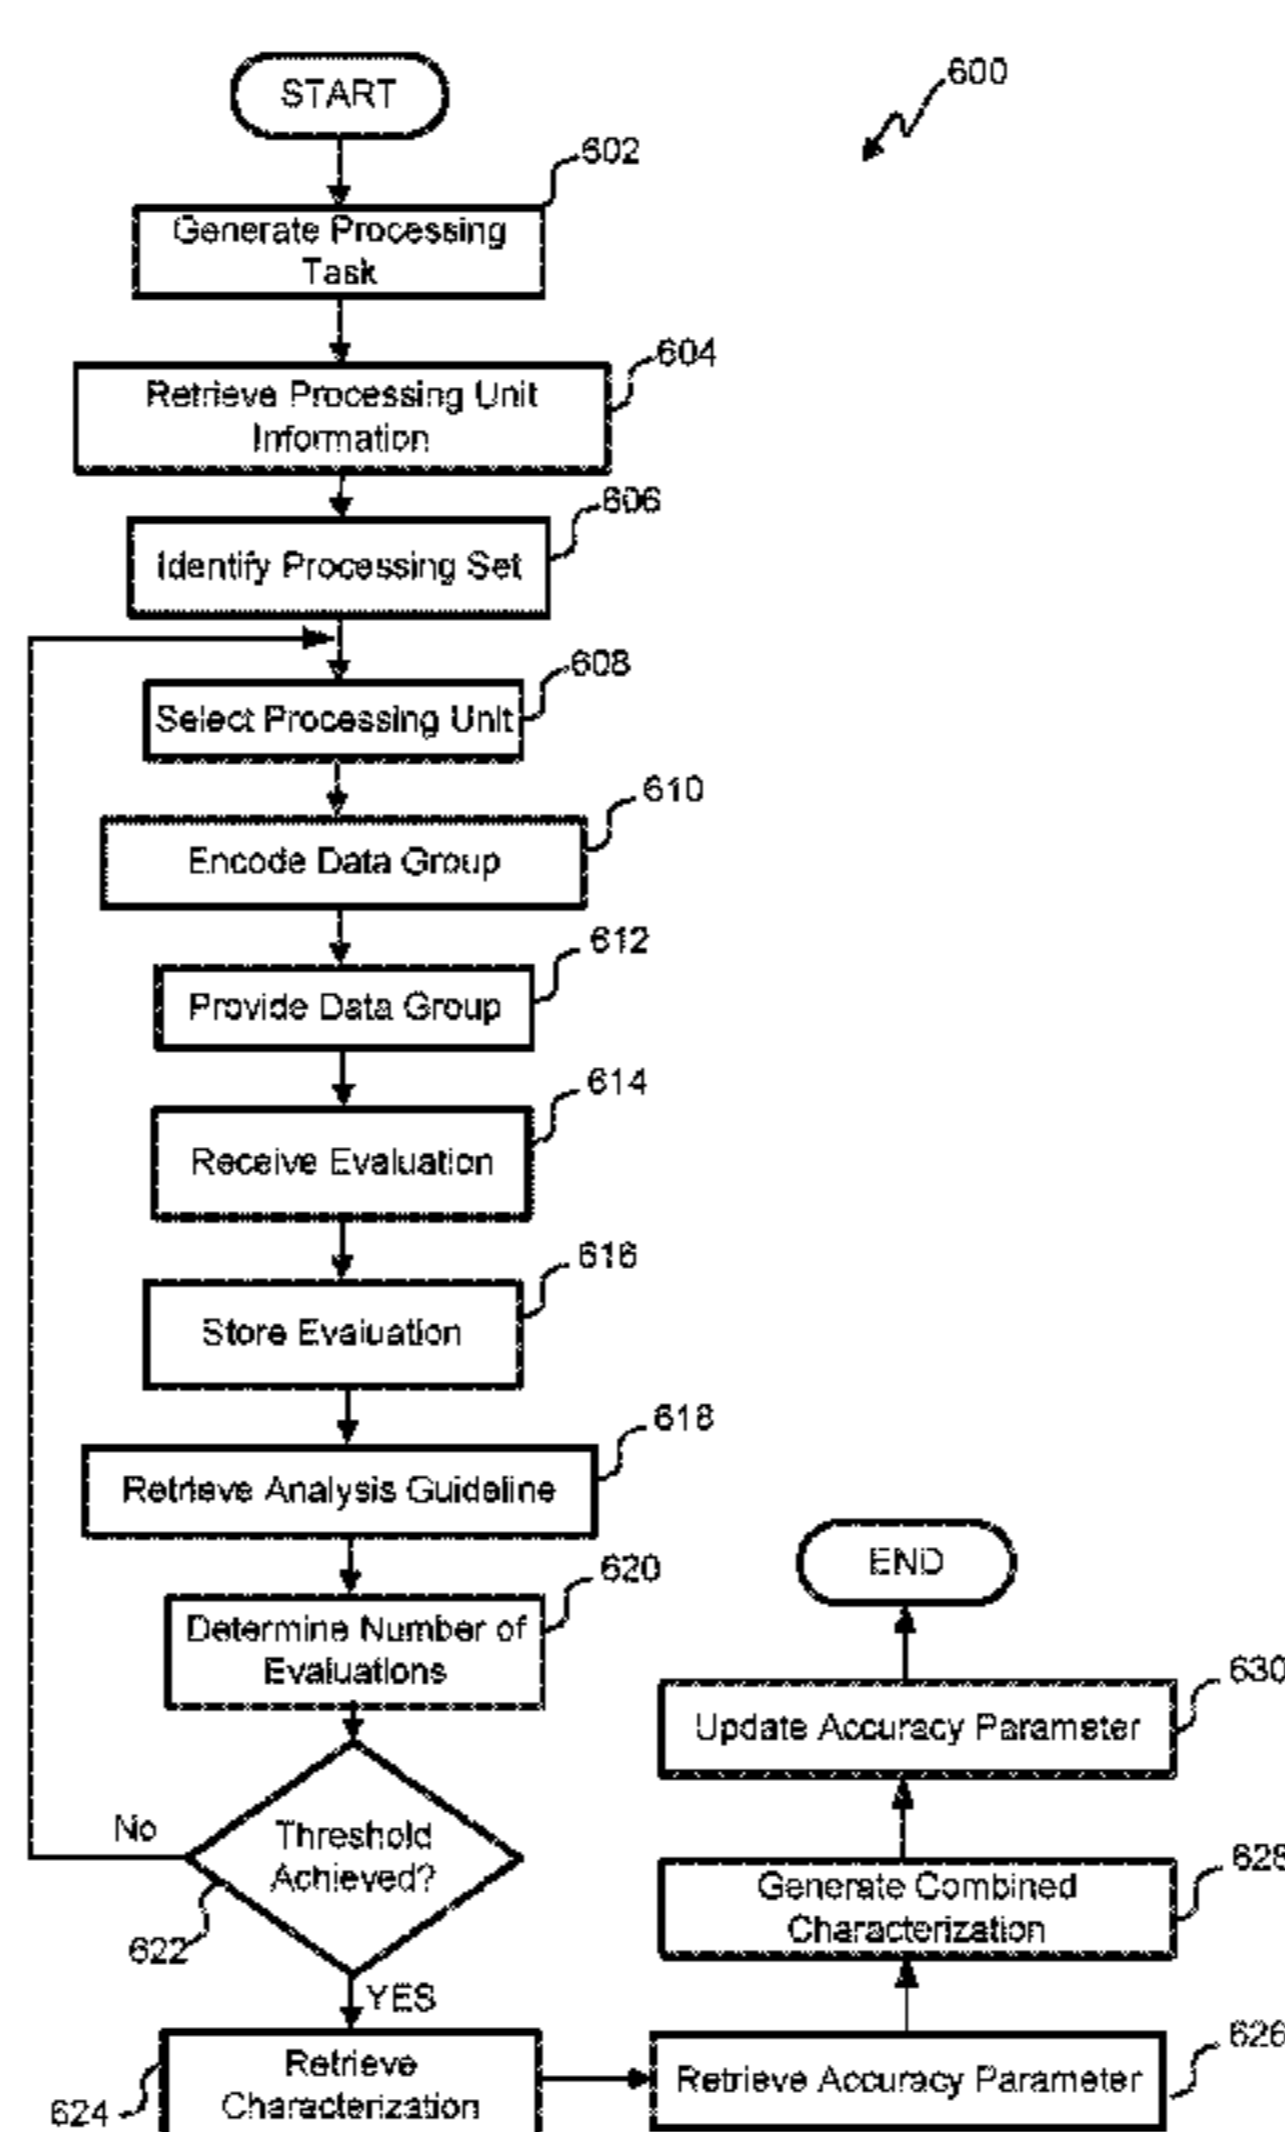 START
600
602
Generate Processing
Task
604
Retrieve Processing Unit
Information
606
Identify Processing Set
608
Select Processing Unit
610
Encode Data Group
612
Provide Data Group
614
Receive Evaluation
616
Store Evaluation
618
Retrieve Analysis Guideline
620
Determine Number of
Evaluations
Threshold
Achieved?
No
622
YES
Retrieve
Characterization
624
Retrieve Accuracy Parameter
626
Generate Combined
Characterization
628
Update Accuracy Parameter
630
END